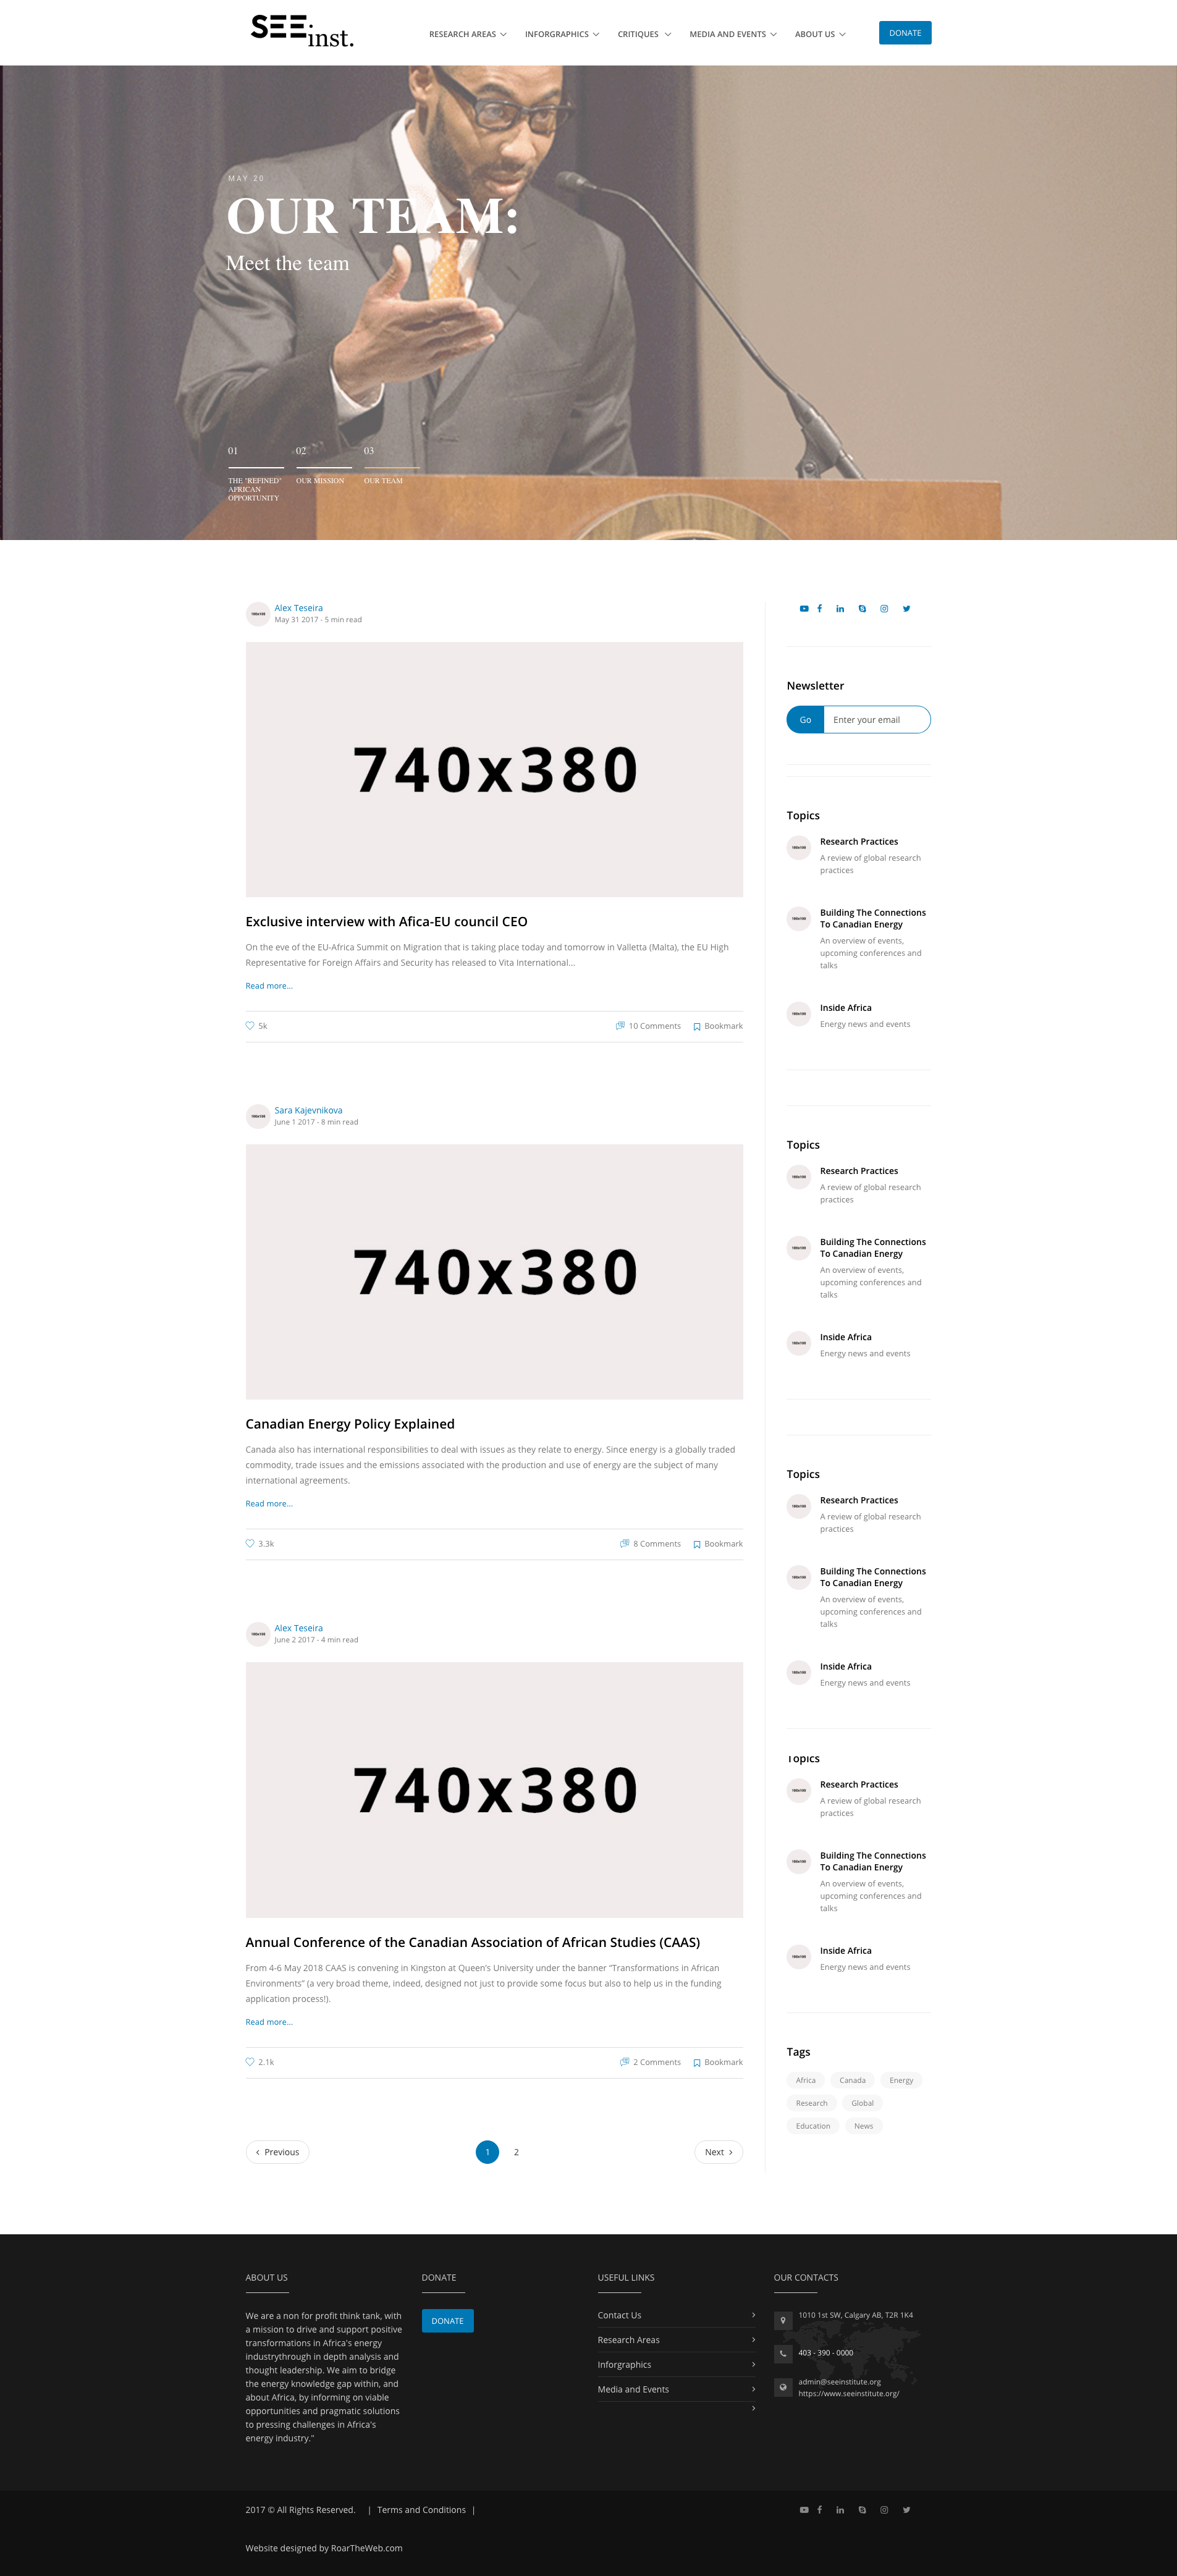 SEEinst.
RESEARCH AREAS
INFORGRAPHICS
CRITIQUES
MEDIA AND EVENTS
ABOUT US
DONATE
MAY 20
OUR TEAM:
Meet the team
01
02
03
THE "REFINED"
AFRICAN
OPPORTUNITY
OUR MISSION
OUR TEAM
Alex Teseira
May 31 2017 - 5 min read
740x380
Exclusive interview with Afica-EU council CEO
On the eve of the EU-Africa Summit on Migration that is taking place today and tomorrow in Valletta (Malta), the EU High
Representative for Foreign Affairs and Security has released to Vita International...
Read more...
5k
10 Comments
Bookmark
Sara Kajevnikova
June 1 2017 - 8 min read
740x380
Canadian Energy Policy Explained
Canada also has international responsibilities to deal with issues as they relate to energy. Since energy is a globally traded
commodity, trade issues and the emissions associated with the production and use of energy are the subject of many
international agreements.
Read more...
3.3k
8 Comments
Bookmark
Alex Teseira
June 2 2017 - 4 min read
740x380
Annual Conference of the Canadian Association of African Studies (CAAS)
From 4-6 May 2018 CAAS is convening in Kingston at Queen's University under the banner "Transformations in African
Environments" (a very broad theme, indeed, designed not just to provide some focus but also to help us in the funding
application process!).
Read more...
2.1k
2 Comments
Bookmark
Previous
1
2
Next
Newsletter
Go
Enter your email
Topics
Research Practices
A review of global research
practices
Building The Connections
To Canadian Energy
An overview of events,
upcoming conferences and
talks
Inside Africa
Energy news and events
Topics
Research Practices
A review of global research
practices
Building The Connections
To Canadian Energy
An overview of events,
upcoming conferences and
talks
Inside Africa
Energy news and events
Topics
Research Practices
A review of global research
practices
Building The Connections
To Canadian Energy
An overview of events,
upcoming conferences and
talks
Inside Africa
Energy news and events
Topics
Research Practices
A review of global research
practices
Building The Connections
To Canadian Energy
An overview of events,
upcoming conferences and
talks
Inside Africa
Energy news and events
Tags
Africa
Canada
Energy
Research
Global
Education
News
ABOUT US
We are a non for profit think tank, with
a mission to drive and support positive
transformations in Africa's energy
industrythrough in depth analysis and
thought leadership. We aim to bridge
the energy knowledge gap within, and
about Africa, by informing on viable
opportunities and pragmatic solutions
to pressing challenges in Africa's
energy industry."
DONATE
DONATE
USEFUL LINKS
Contact Us
Research Areas
Inforgraphics
Media and Events
OUR CONTACTS
1010 1st SW, Calgary AB, T2R 1K4
403 - 390 - 0000
admin@seeinstitute.org
https://www.seeinstitute.org/
2017 © All Rights Reserved. | Terms and Conditions |
Website designed by RoarTheWeb.com